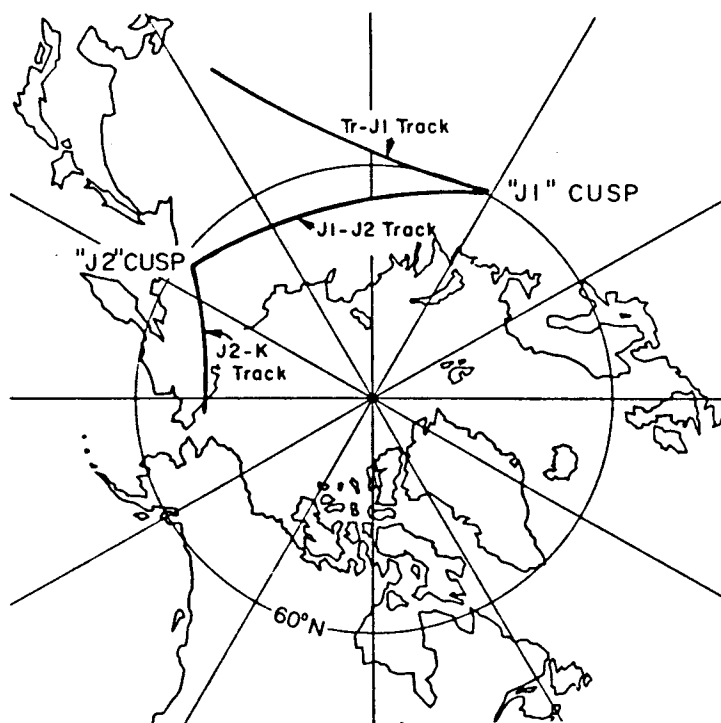 Tr-J1 Track
"J1" CUSP
J1-J2 Track
"J2" CUSP
J2-K
Track
60°N